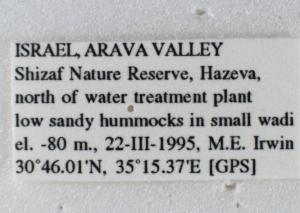 ISRAEL, ARAVA VALLEY
Shizaf Nature Reserve, Hazeva,
north of water treatment plant
low sandy hummocks in small wadi
el. -80 m., 22-III-1995, M.E. Irwin
30°46.01'N, 35°15.37'E [GPS]